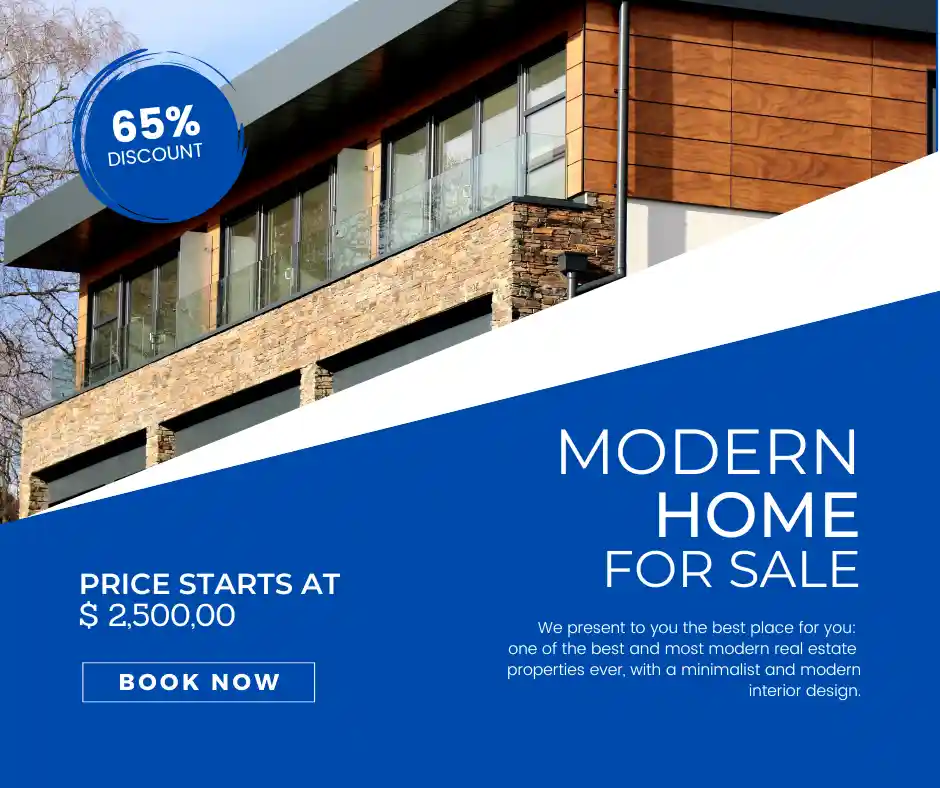 65%
DISCOUNT
MODERN
HOME
FOR SALE
PRICE STARTS AT
$ 2,500,00
BOOK NOW
We present to you the best place for you:
one of the best and most modern real estate
properties ever, with a minimalist and modern
interior design.